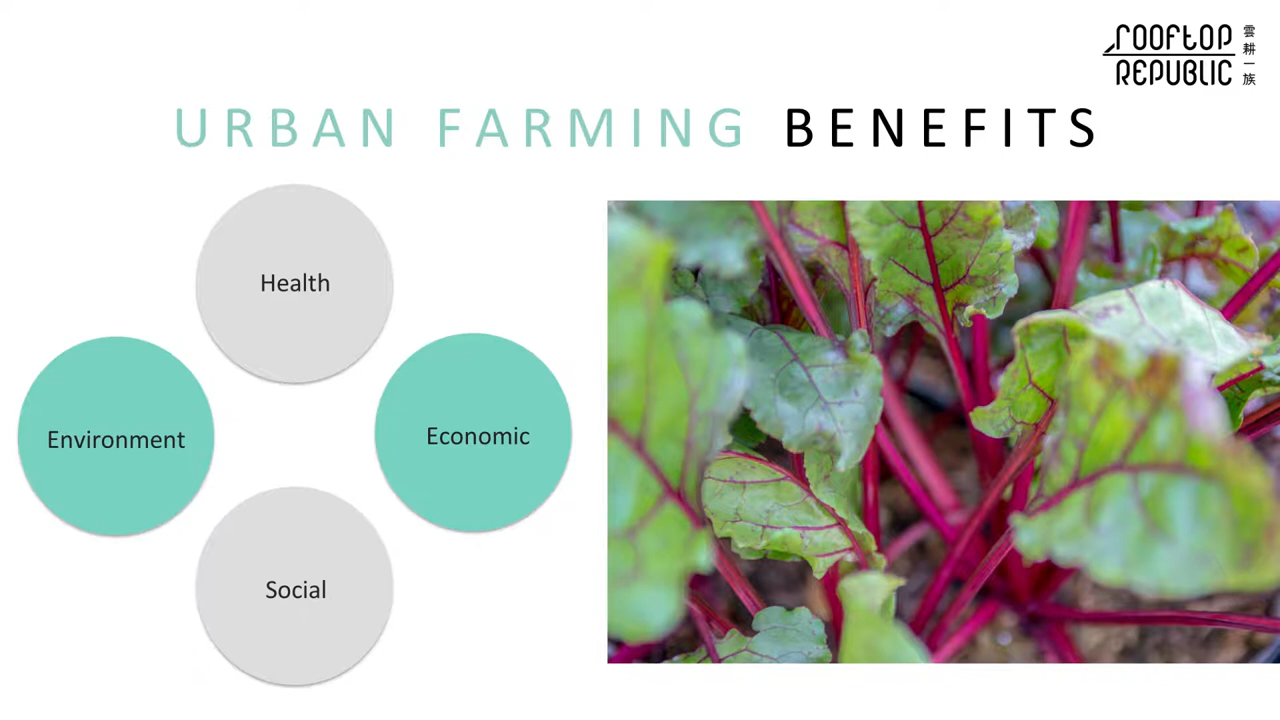 rooftop
REPUBLIC
雲耕一族
URBAN FARMING BENEFITS
Health
Environment
Economic
Social